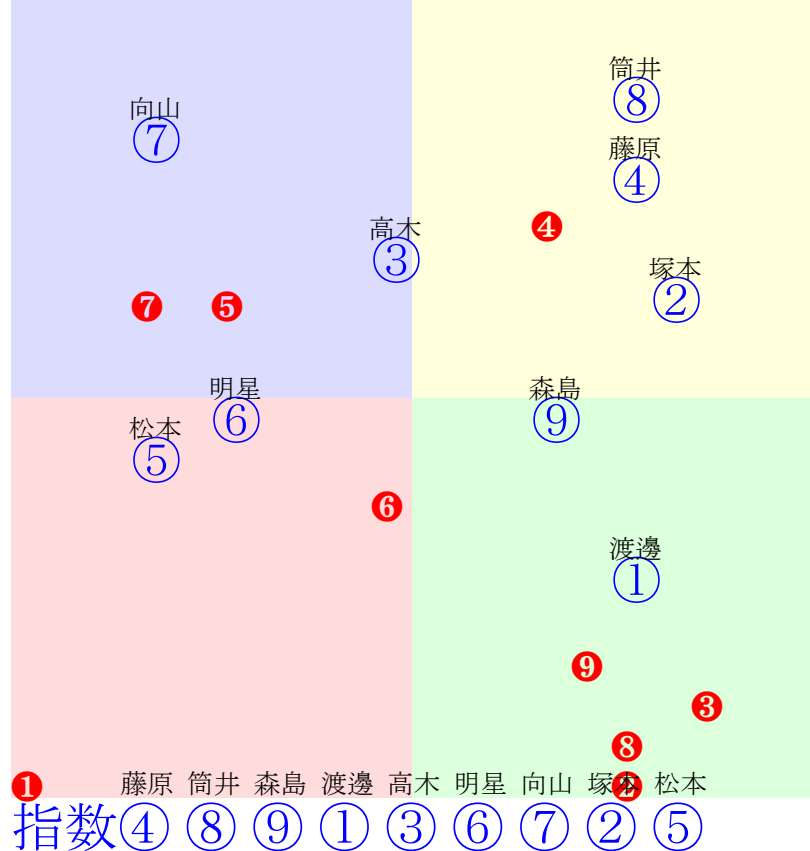 筒井
⑧
向山
⑦
藤原
④
高木
❹
③
塚本
②
❼ ❺
明星
⑥
森島
⑨
松本
⑤
❻
渡邊
①
❾
❸
❽
❶
❷
藤原 筒井 森島 渡邊 高木 明星 向山 塚本 松本
指数④⑧⑨①③⑥⑦②⑤